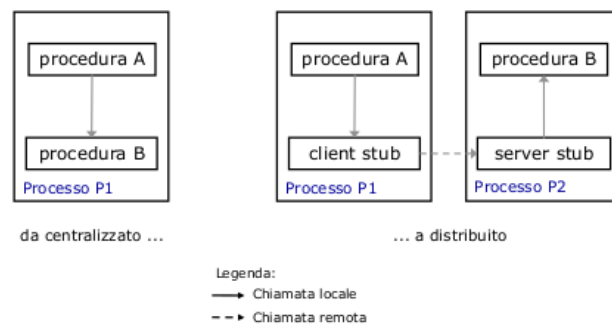 procedura A
procedura B
Processo P1
da centralizzato ...
procedura A
client stub
Processo P1
procedura B
server stub
Processo P2
... a distribuito
Legenda:
Chiamata locale
Chiamata remota